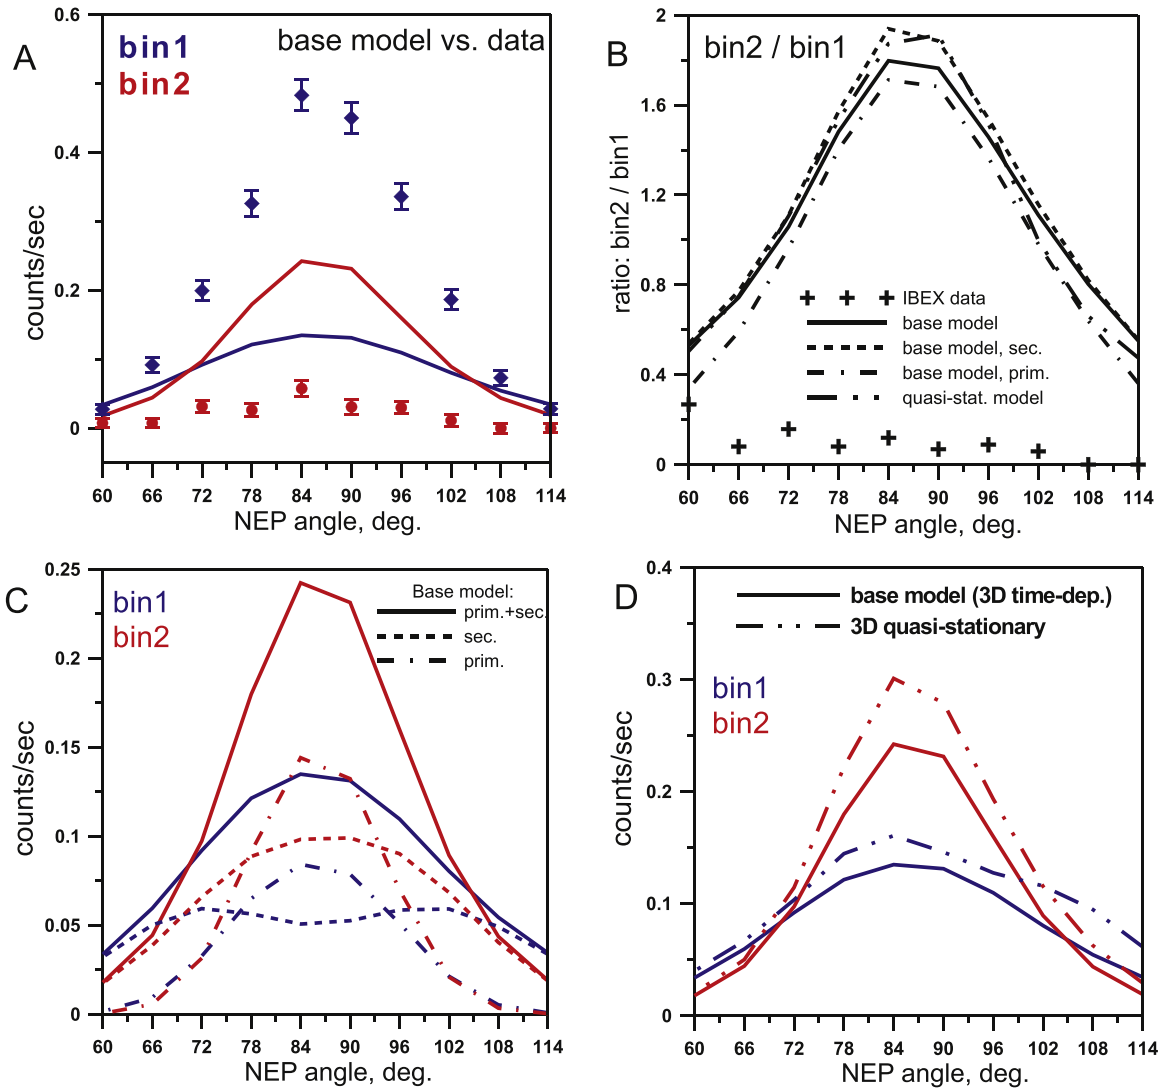 A
bin1
bin2
base model vs. data
counts/sec
0.6
0.4
0.2
0
60 66 72 78 84 90 96 102 108 114
NEP angle, deg.
B
bin2 / bin1
ratio: bin2 / bin1
2
1.6
1.2
0.8
0.4
0
IBEX data
base model
base model, sec.
base model, prim.
quasi-stat. model
60 66 72 78 84 90 96 102 108 114
NEP angle, deg.
C
bin1
bin2
Base model:
prim.+sec.
sec.
prim.
counts/sec
0.25
0.2
0.15
0.1
0.05
0
60 66 72 78 84 90 96 102 108 114
NEP angle, deg.
D
base model (3D time-dep.)
3D quasi-stationary
bin1
bin2
counts/sec
0.4
0.3
0.2
0.1
0
60 66 72 78 84 90 96 102 108 114
NEP angle, deg.